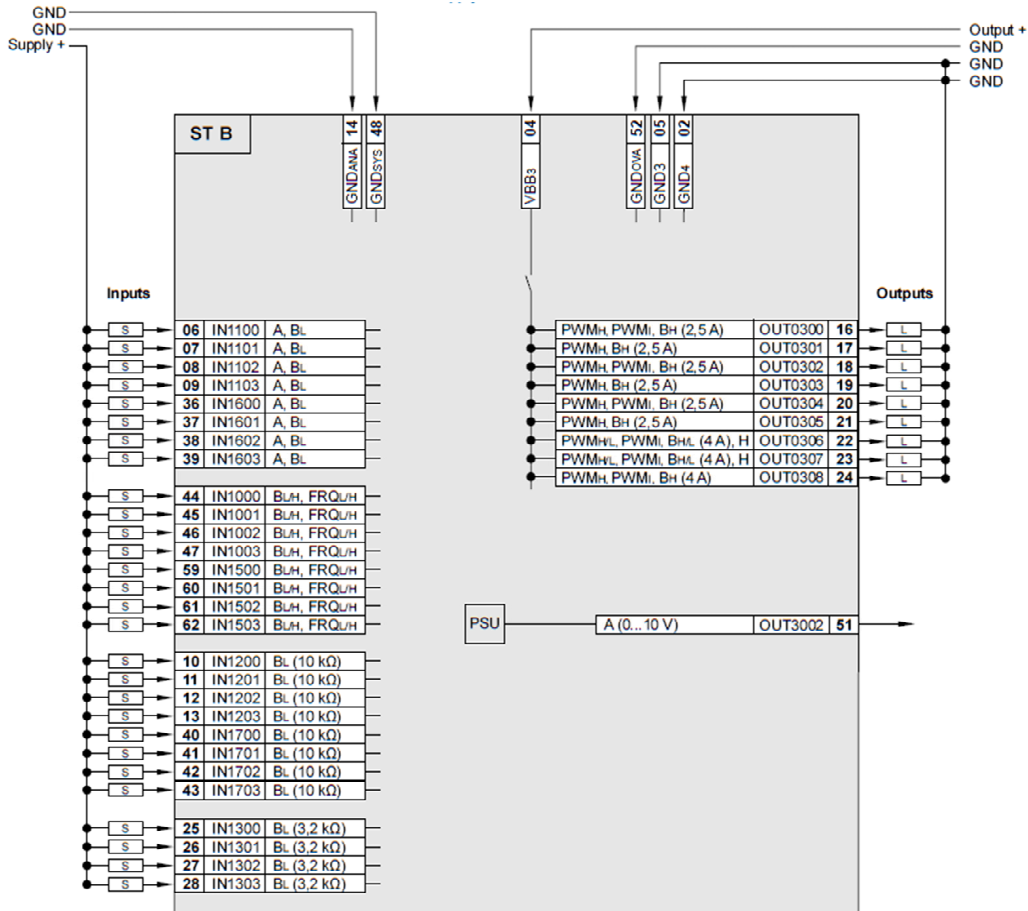 GND
GND
Supply +
Output +
GND
GND
GND
ST B
14
48
04
52
05
02
GNDANA
GNDSYS
VBB3
GNDOVA
GND3
GND4
Inputs
Outputs
S 06 IN1100 A, BL
S 07 IN1101 A, BL
S 08 IN1102 A, BL
S 09 IN1103 A, BL
S 36 IN1600 A, BL
S 37 IN1601 A, BL
S 38 IN1602 A, BL
S 39 IN1603 A, BL
PWMH, PWMI, BH (2,5 A) OUT0300 16 L
PWMH, BH (2,5 A) OUT0301 17 L
PWMH, PWMI, BH (2,5 A) OUT0302 18 L
PWMH, BH (2,5 A) OUT0303 19 L
PWMH, PWMI, BH (2,5 A) OUT0304 20 L
PWMH, BH (2,5 A) OUT0305 21 L
PWMH/L, PWMI, BH/L (4 A), H OUT0306 22 L
PWMH/L, PWMI, BH/L (4 A), H OUT0307 23 L
PWMH, PWMI, BH (4 A) OUT0308 24 L
S 44 IN1000 BL/H, FRQL/H
S 45 IN1001 BL/H, FRQL/H
S 46 IN1002 BL/H, FRQL/H
S 47 IN1003 BL/H, FRQL/H
S 59 IN1500 BL/H, FRQL/H
S 60 IN1501 BL/H, FRQL/H
S 61 IN1502 BL/H, FRQL/H
S 62 IN1503 BL/H, FRQL/H
PSU
A (0...10 V) OUT3002 51
S 10 IN1200 BL (10 kΩ)
S 11 IN1201 BL (10 kΩ)
S 12 IN1202 BL (10 kΩ)
S 13 IN1203 BL (10 kΩ)
S 40 IN1700 BL (10 kΩ)
S 41 IN1701 BL (10 kΩ)
S 42 IN1702 BL (10 kΩ)
S 43 IN1703 BL (10 kΩ)
S 25 IN1300 BL (3,2 kΩ)
S 26 IN1301 BL (3,2 kΩ)
S 27 IN1302 BL (3,2 kΩ)
S 28 IN1303 BL (3,2 kΩ)